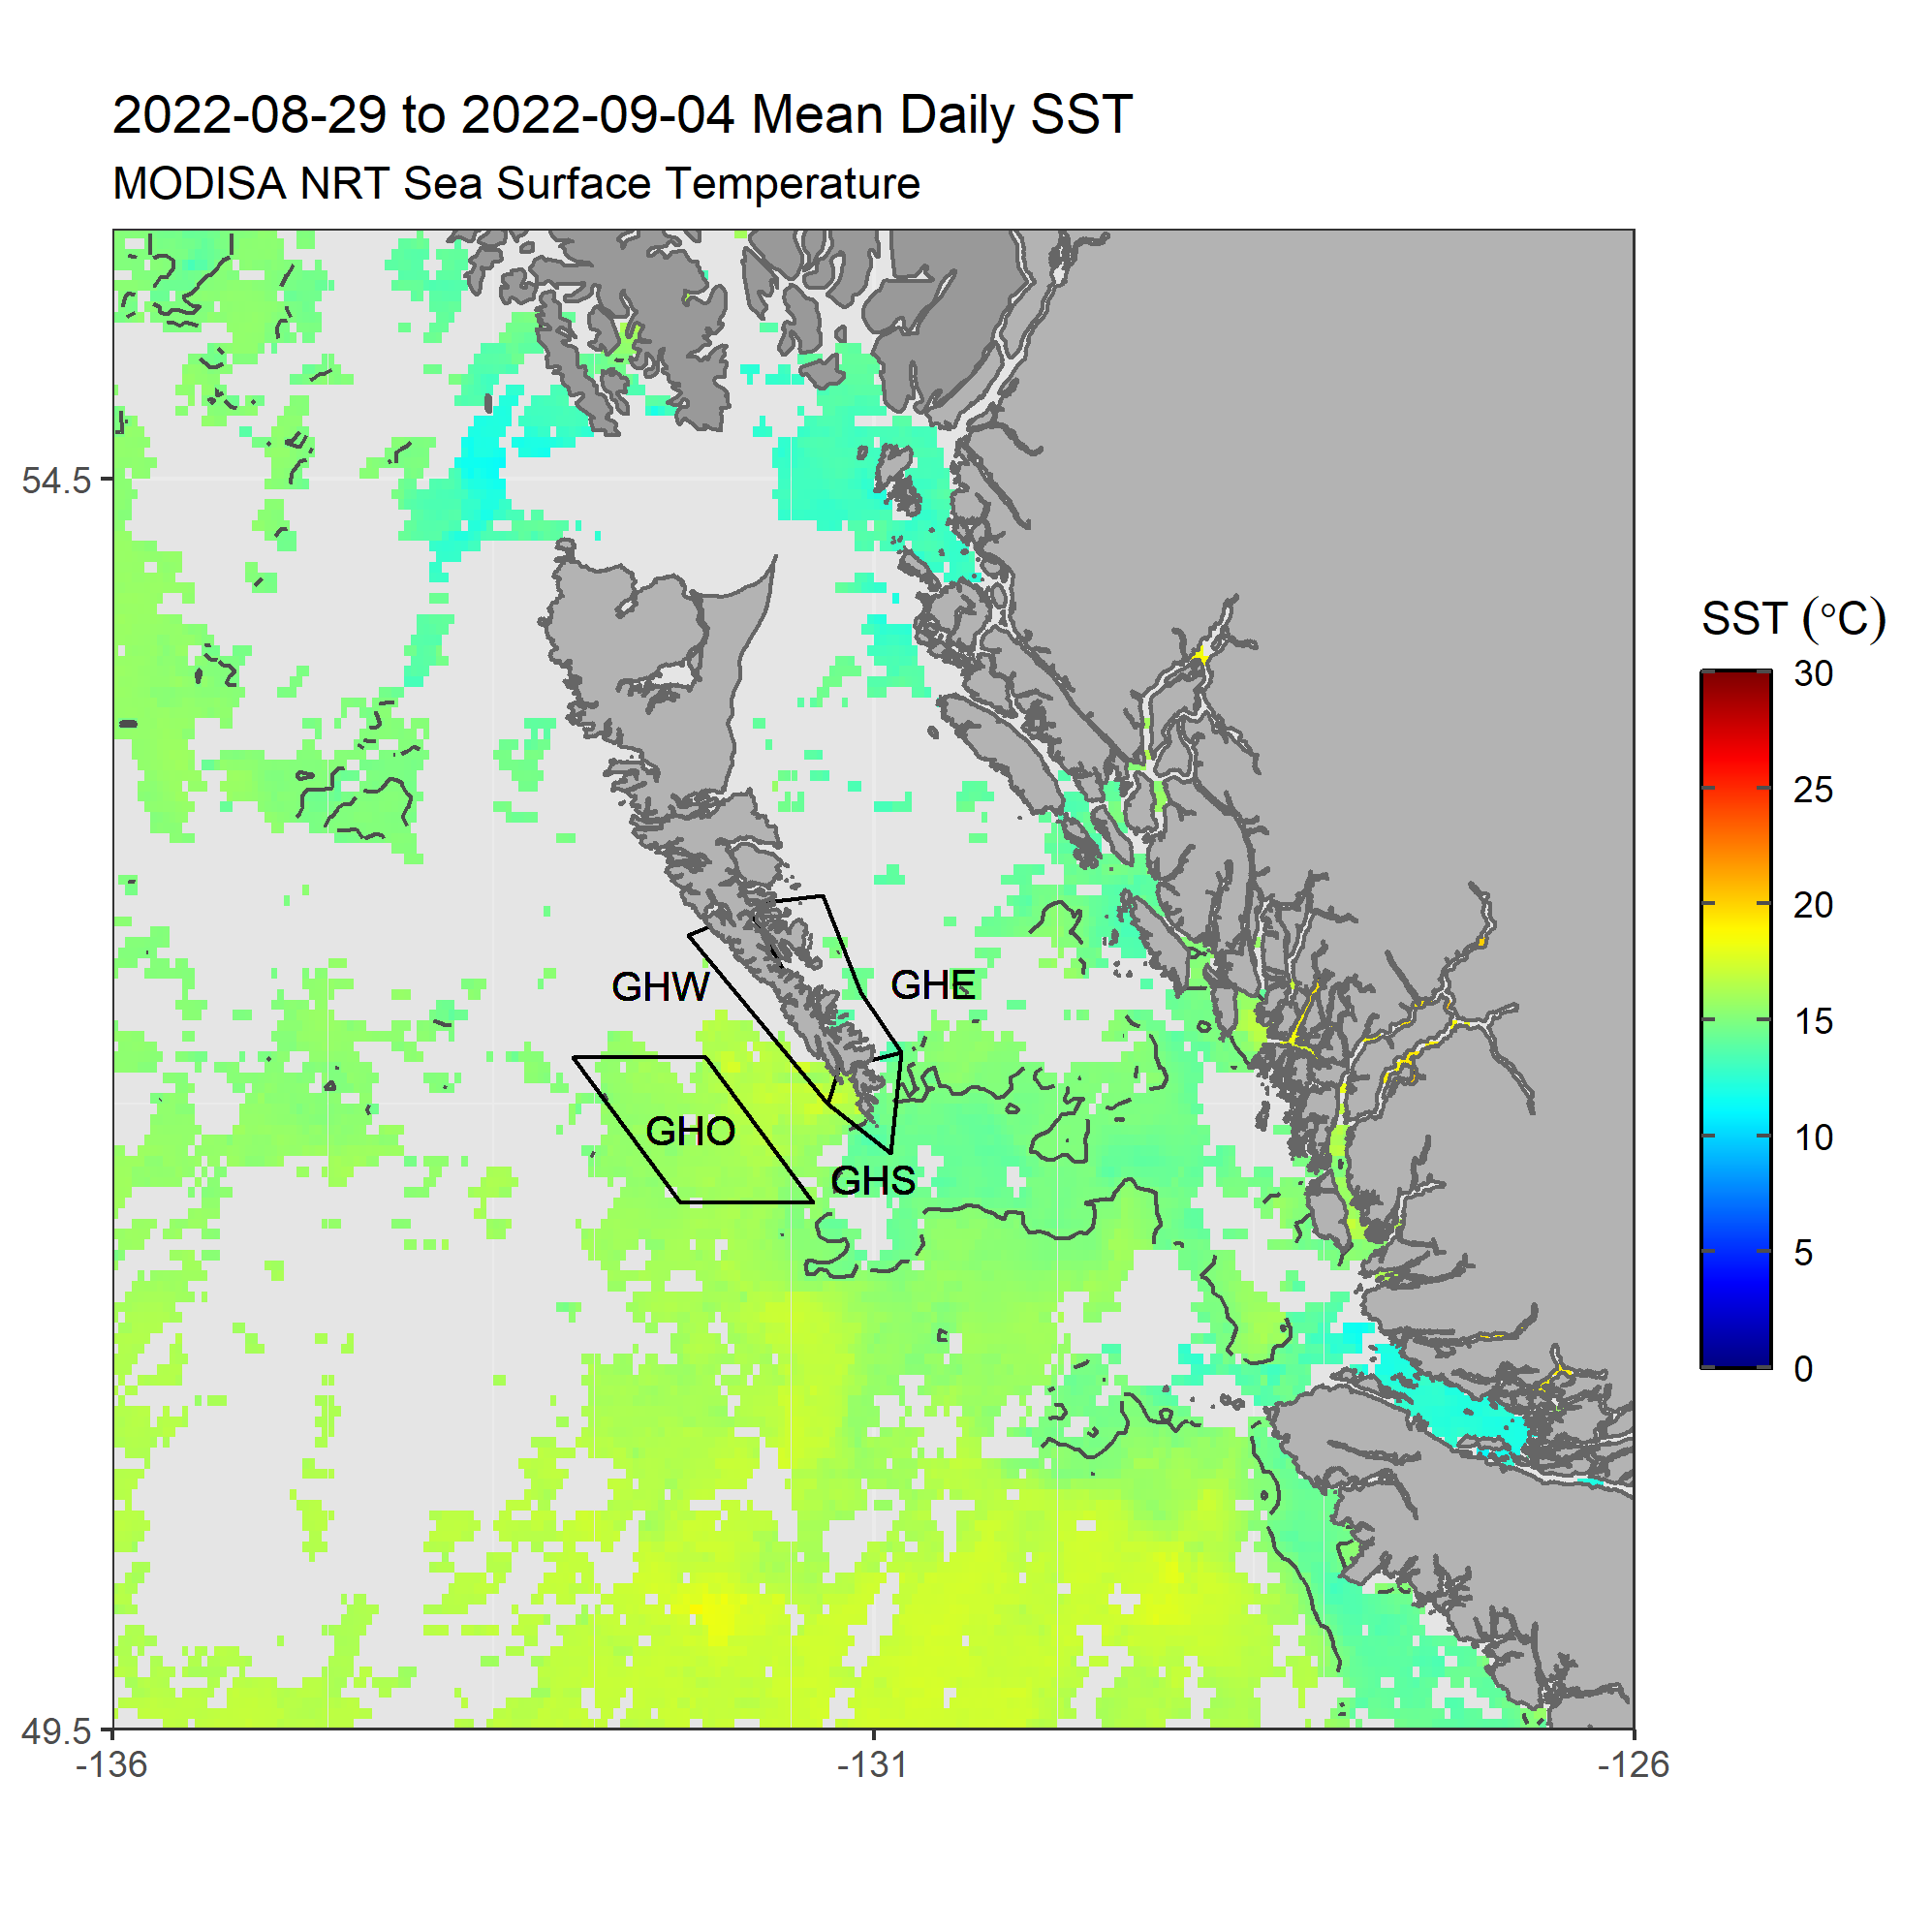 2022-08-29 to 2022-09-04 Mean Daily SST
MODISA NRT Sea Surface Temperature
54.5
49.5
-136
-131
-126
GHW
GHE
GHO
GHS
SST (°C)
30
25
20
15
10
5
0